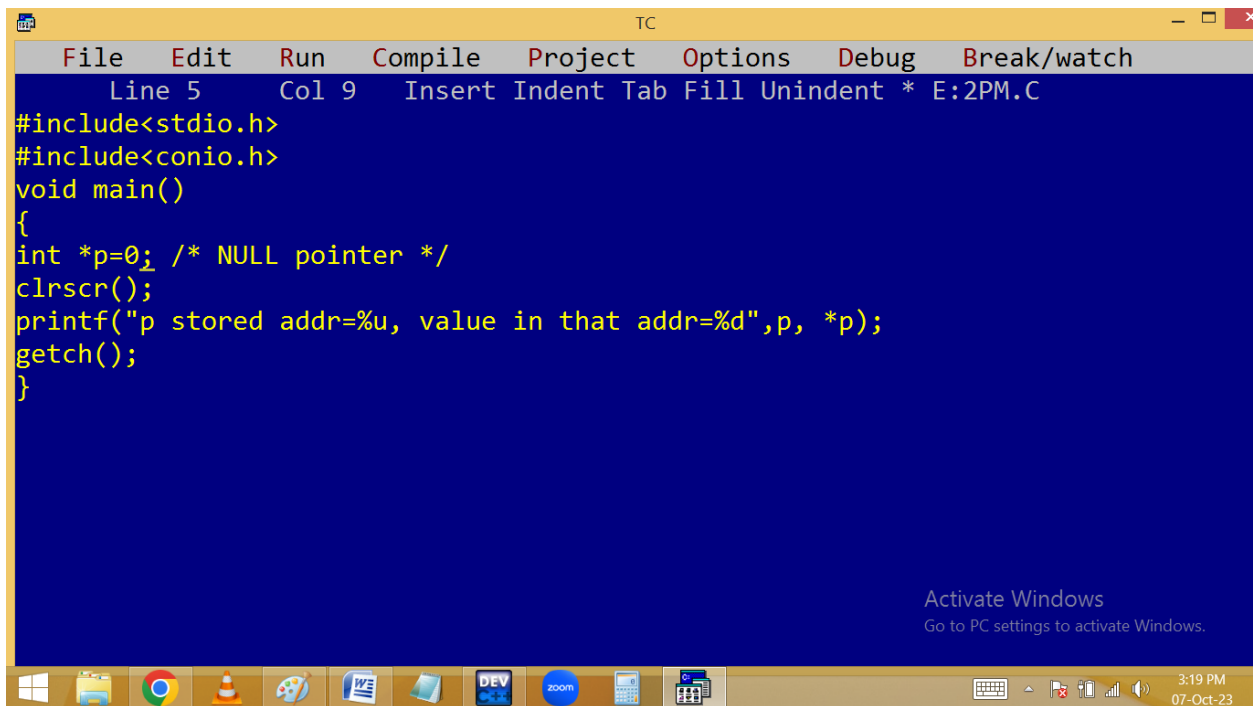 TC
File Edit Run Compile Project Options Debug Break/watch
Line 5 Col 9 Insert Indent Tab Fill Unindent * E:2PM.C
#include<stdio.h>
#include<conio.h>
void main()
{
int *p=0; /* NULL pointer */
clrscr();
printf("p stored addr=%u, value in that addr=%d",p, *p);
getch();
}
Activate Windows
Go to PC settings to activate Windows.
DEV
C++
zoom
3:19 PM
07-Oct-23